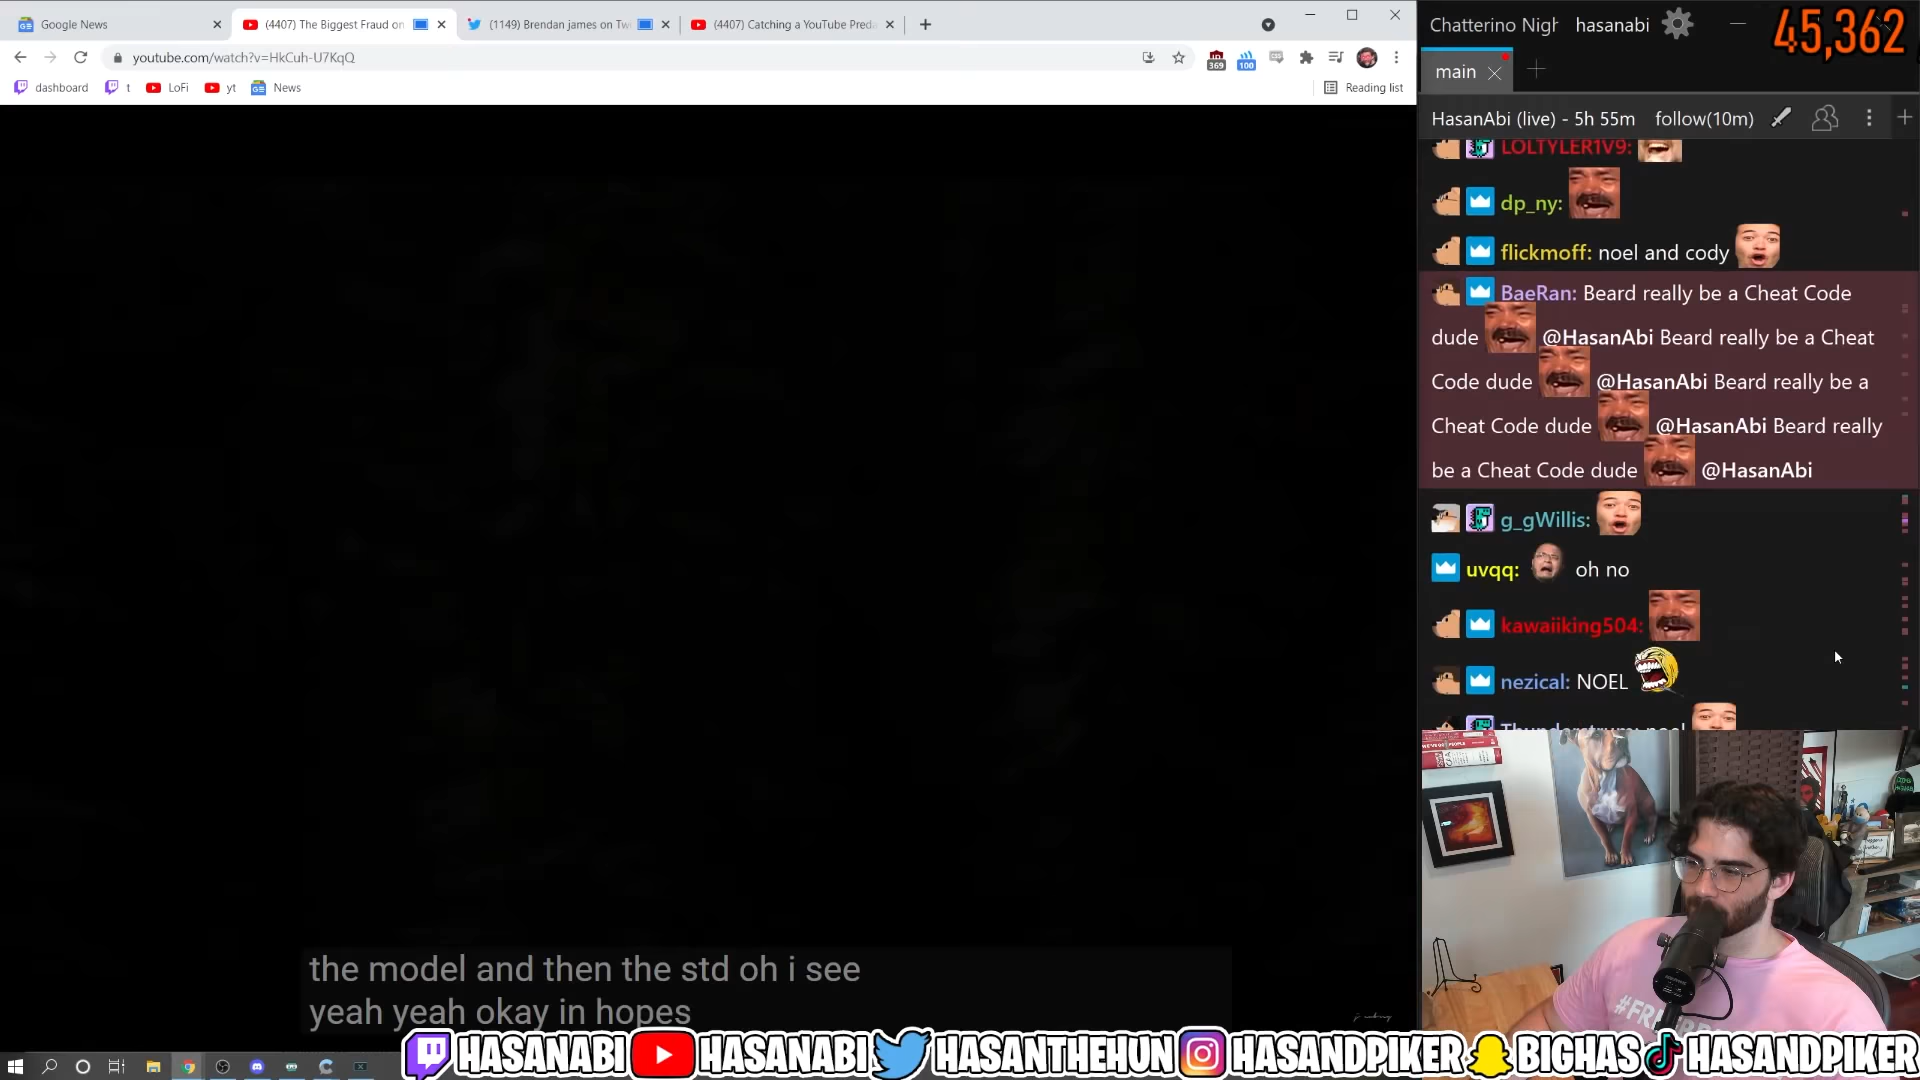 Google News
(4407) The Biggest Fraud on
(1149) Brendan james on Tw
(4407) Catching a YouTube Preda
youtube.com/watch?v=HkCuh-U7KqQ
369
100
dashboard
t
LoFi
yt
News
Reading list
the model and then the std oh i see
yeah yeah okay in hopes
Chatterino Nigh
hasanabi
45,362
main
HasanAbi (live) - 5h 55m
follow(10m)
LOLTYLER1V9:
dp_ny:
flickmoff: noel and cody
BaeRan: Beard really be a Cheat Code
dude @HasanAbi Beard really be a Cheat
Code dude @HasanAbi Beard really be a
Cheat Code dude @HasanAbi Beard really
be a Cheat Code dude @HasanAbi
g_gWillis:
uvqq: oh no
kawaiiking504:
nezical: NOEL
HASANABI HASANABI HASANTHEHUN HASANDPIKER BIGHAS HASANDPIKER